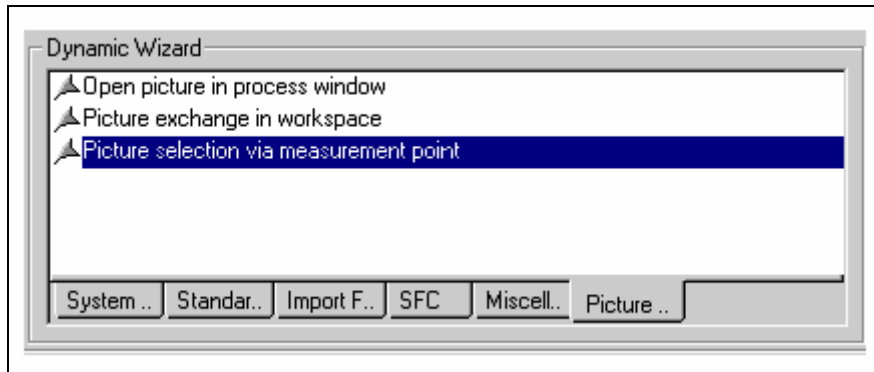 Dynamic Wizard
Open picture in process window
Picture exchange in workspace
Picture selection via measurement point
System .. Standar.. Import F.. SFC Miscell.. Picture ..